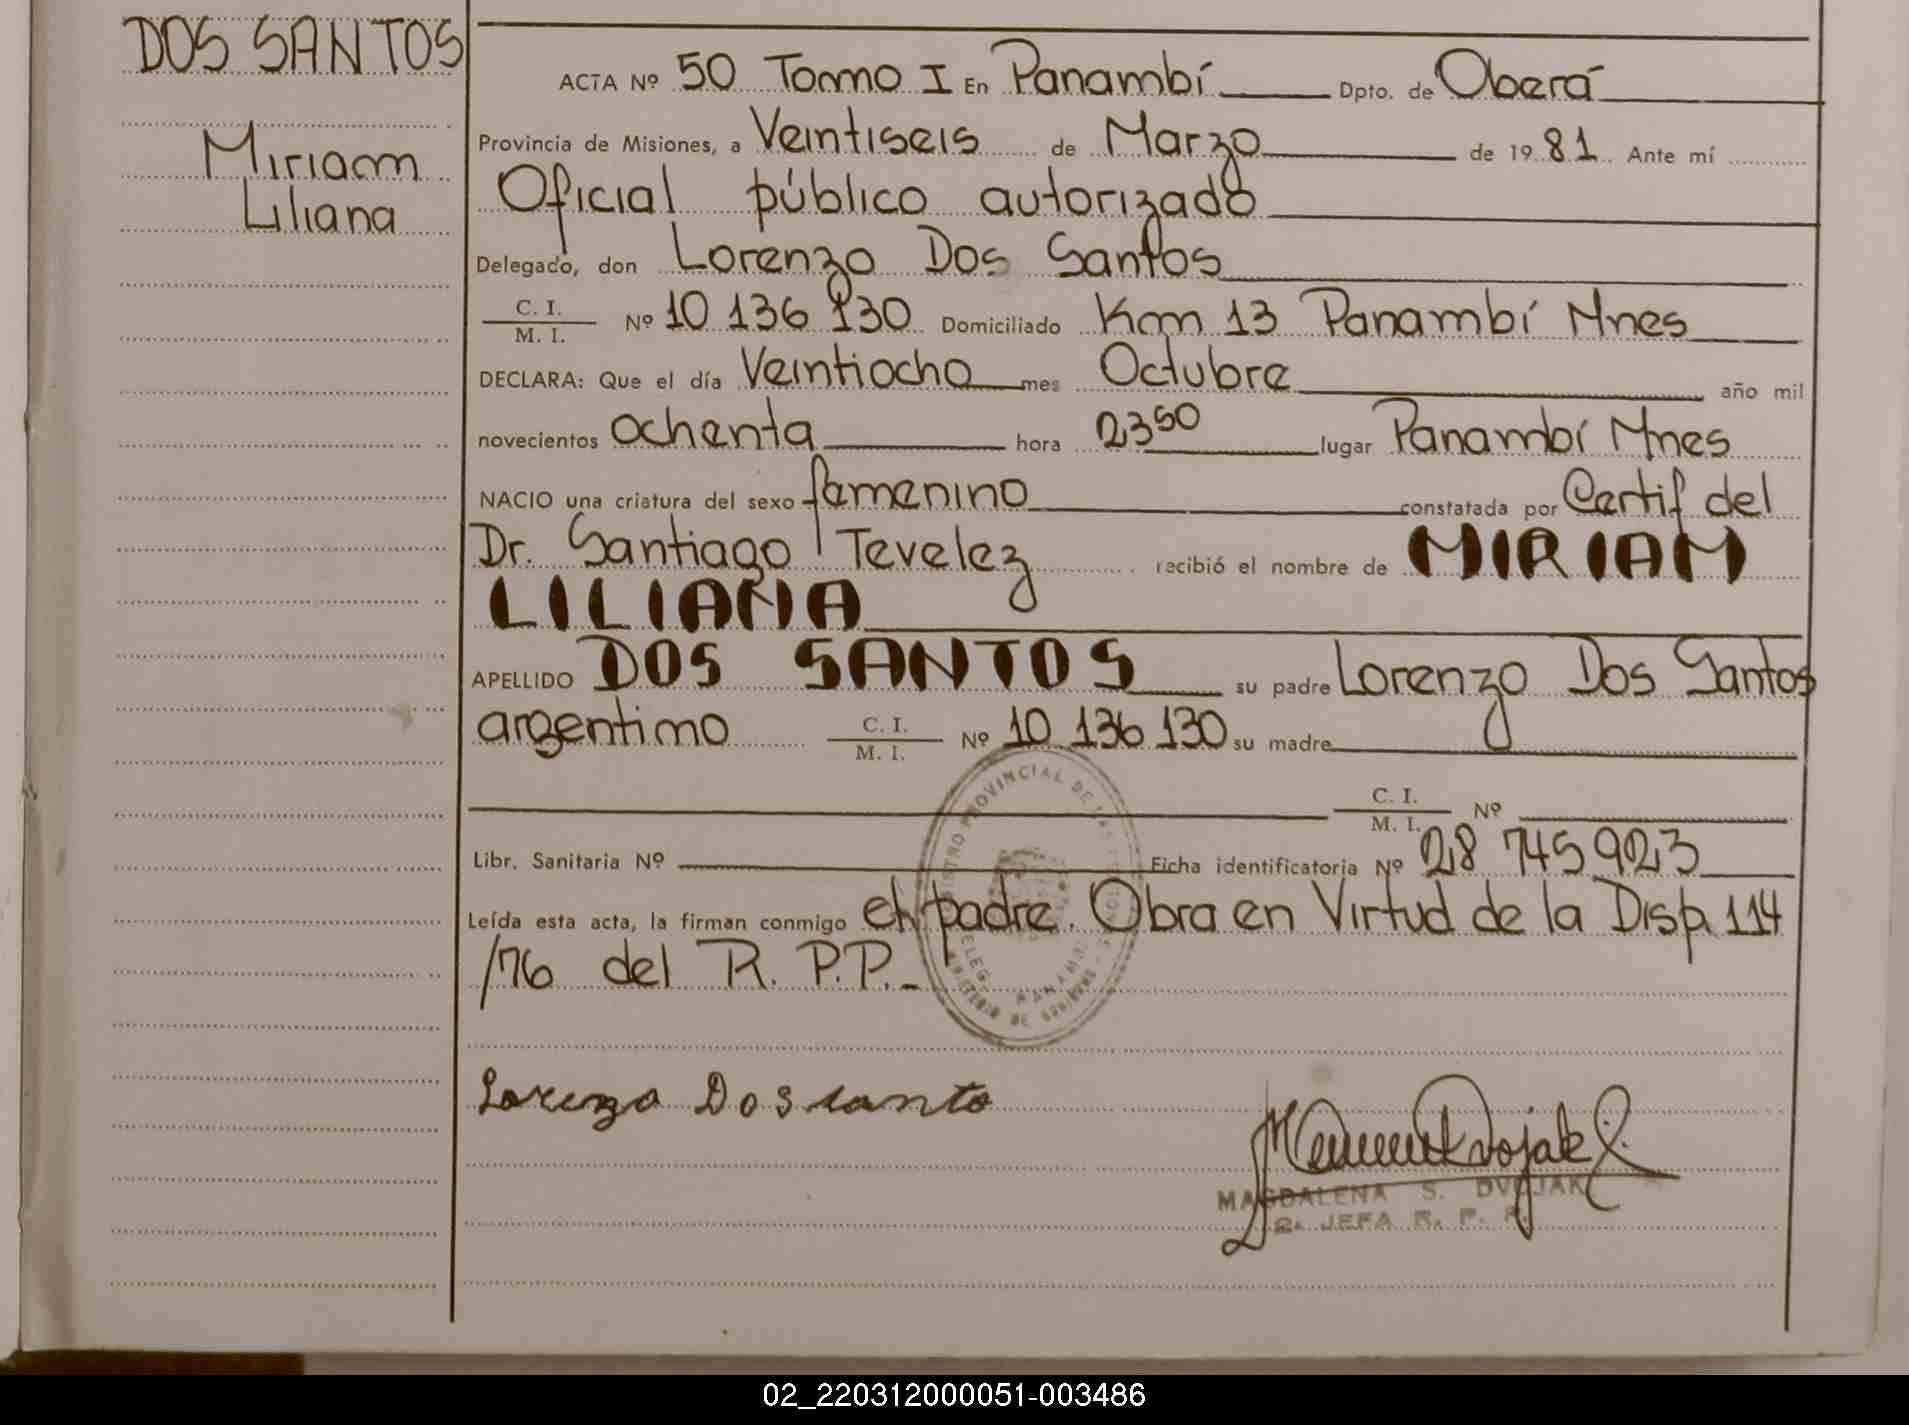 DOS SANTOS
Miriam
Liliana
ACTA Nº 50 Tomo I En Panambí Dpto. de Oberá
Provincia de Misiones, a Veintiseis de Marzo de 19 81 Ante mí
Oficial público autorizado
Delegado, don Lorenzo Dos Santos
C. I.
M. I. Nº 10 136 130 Domiciliado Km 13 Panambí Mnes
DECLARA: Que el día Veintiocho mes Octubre año mil
novecientos ochenta hora 23 50 lugar Panambí Mnes
NACIO una criatura del sexo femenino constatada por Certif del
Dr. Santiago Tevelez recibió el nombre de MIRIAM
LILIANA
APELLIDO DOS SANTOS su padre Lorenzo Dos Santos
argentino C. I.
M. I. Nº 10 136 130 su madre
C. I.
M. I. Nº
Libr. Sanitaria Nº Ficha identificatoria Nº 28 745 923
Leída esta acta, la firman conmigo el padre. Obra en Virtud de la Disp. 114
/76 del R. P.P.-
PROVINCIAL DE
PANAMBI
Lorenzo Dos santo
MAGDALENA S. DVOJAK
2ª JEFA R. P. P.
02_220312000051-003486